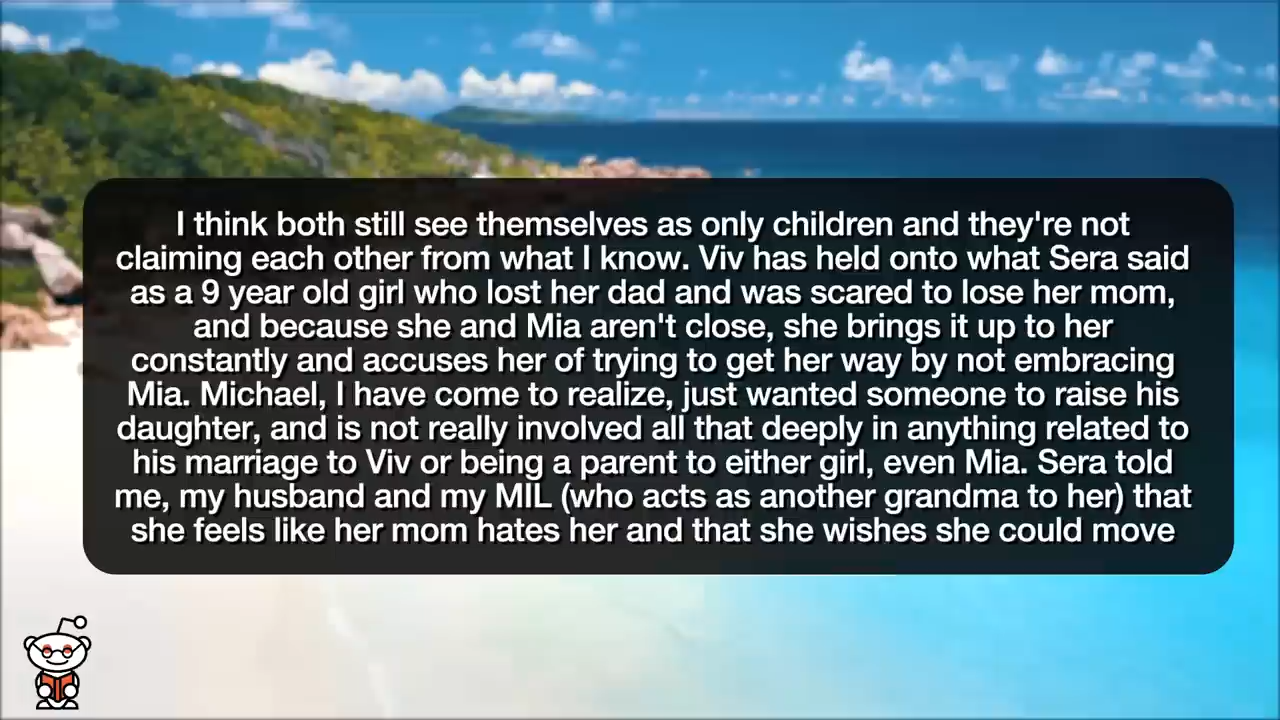 I think both still see themselves as only children and they're not
claiming each other from what I know. Viv has held onto what Sera said
as a 9 year old girl who lost her dad and was scared to lose her mom,
and because she and Mia aren't close, she brings it up to her
constantly and accuses her of trying to get her way by not embracing
Mia. Michael, I have come to realize, just wanted someone to raise his
daughter, and is not really involved all that deeply in anything related to
his marriage to Viv or being a parent to either girl, even Mia. Sera told
me, my husband and my MIL (who acts as another grandma to her) that
she feels like her mom hates her and that she wishes she could move